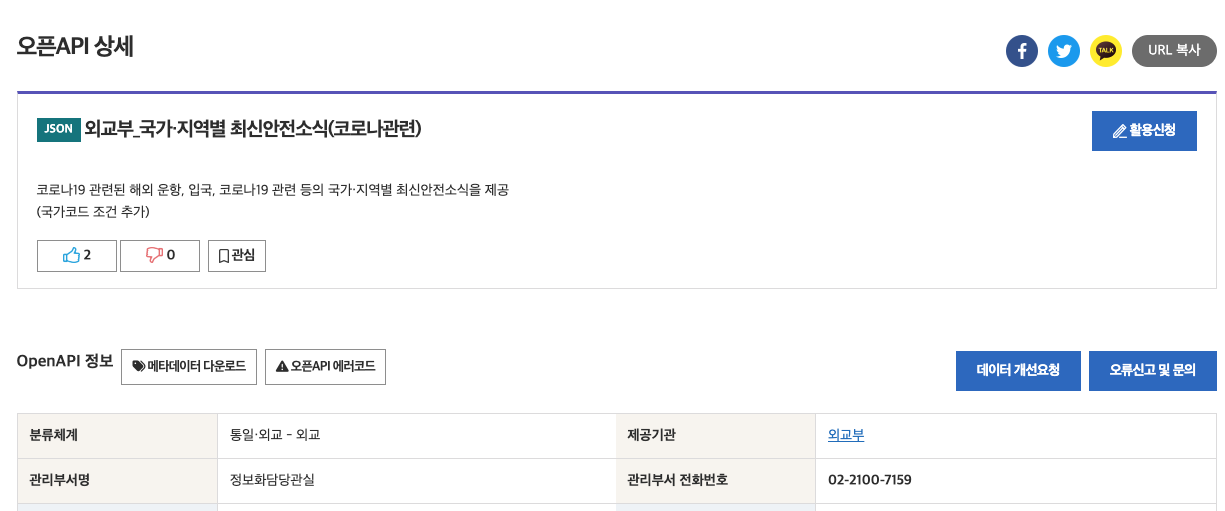 오픈API 상세
f
TALK
URL 복사
JSON 외교부_국가·지역별 최신안전소식(코로나관련)
활용신청
코로나19 관련된 해외 운항, 입국, 코로나19 관련 등의 국가·지역별 최신안전소식을 제공
(국가코드 조건 추가)
2
0
관심
OpenAPI 정보
메타데이터 다운로드
오픈API 에러코드
데이터 개선요청
오류신고 및 문의
분류체계
통일·외교 - 외교
제공기관
외교부
관리부서명
정보화담당관실
관리부서 전화번호
02-2100-7159